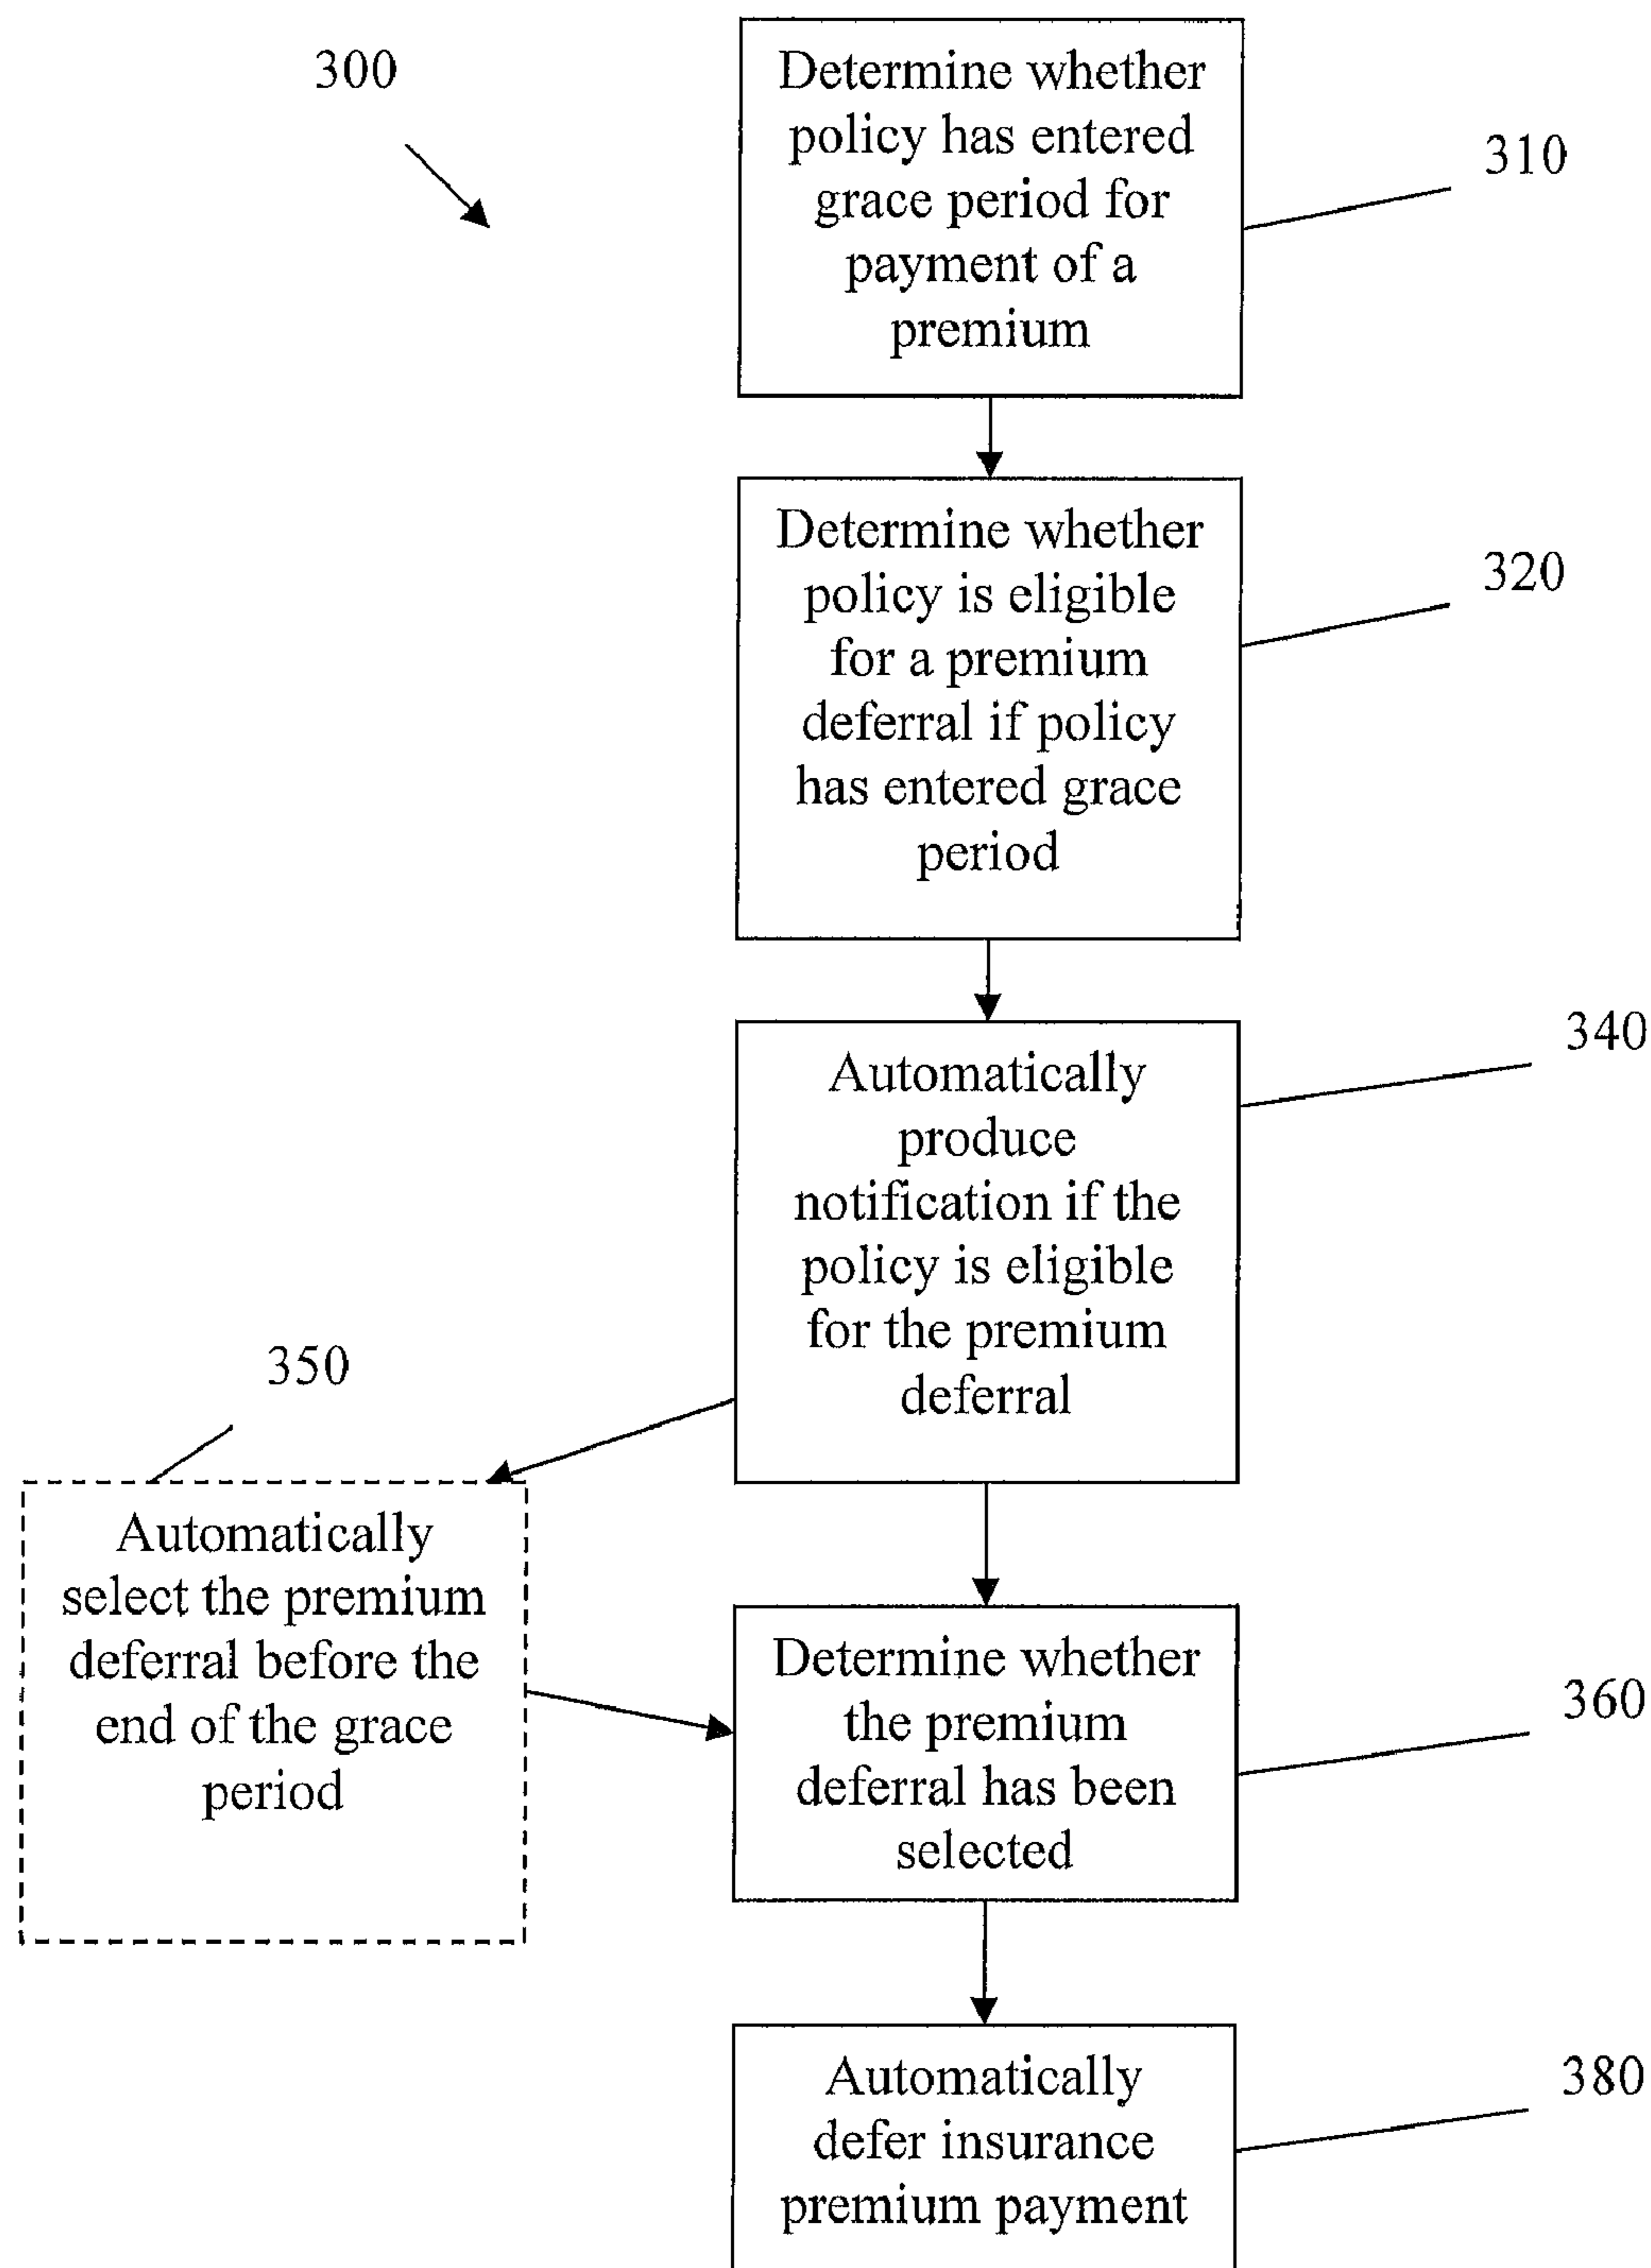 300
Determine whether
policy has entered
grace period for
payment of a
premium
310
Determine whether
policy is eligible
for a premium
deferral if policy
has entered grace
period
320
Automatically
produce
notification if the
policy is eligible
for the premium
deferral
340
350
Automatically
select the premium
deferral before the
end of the grace
period
Determine whether
the premium
deferral has been
selected
360
Automatically
defer insurance
premium payment
380